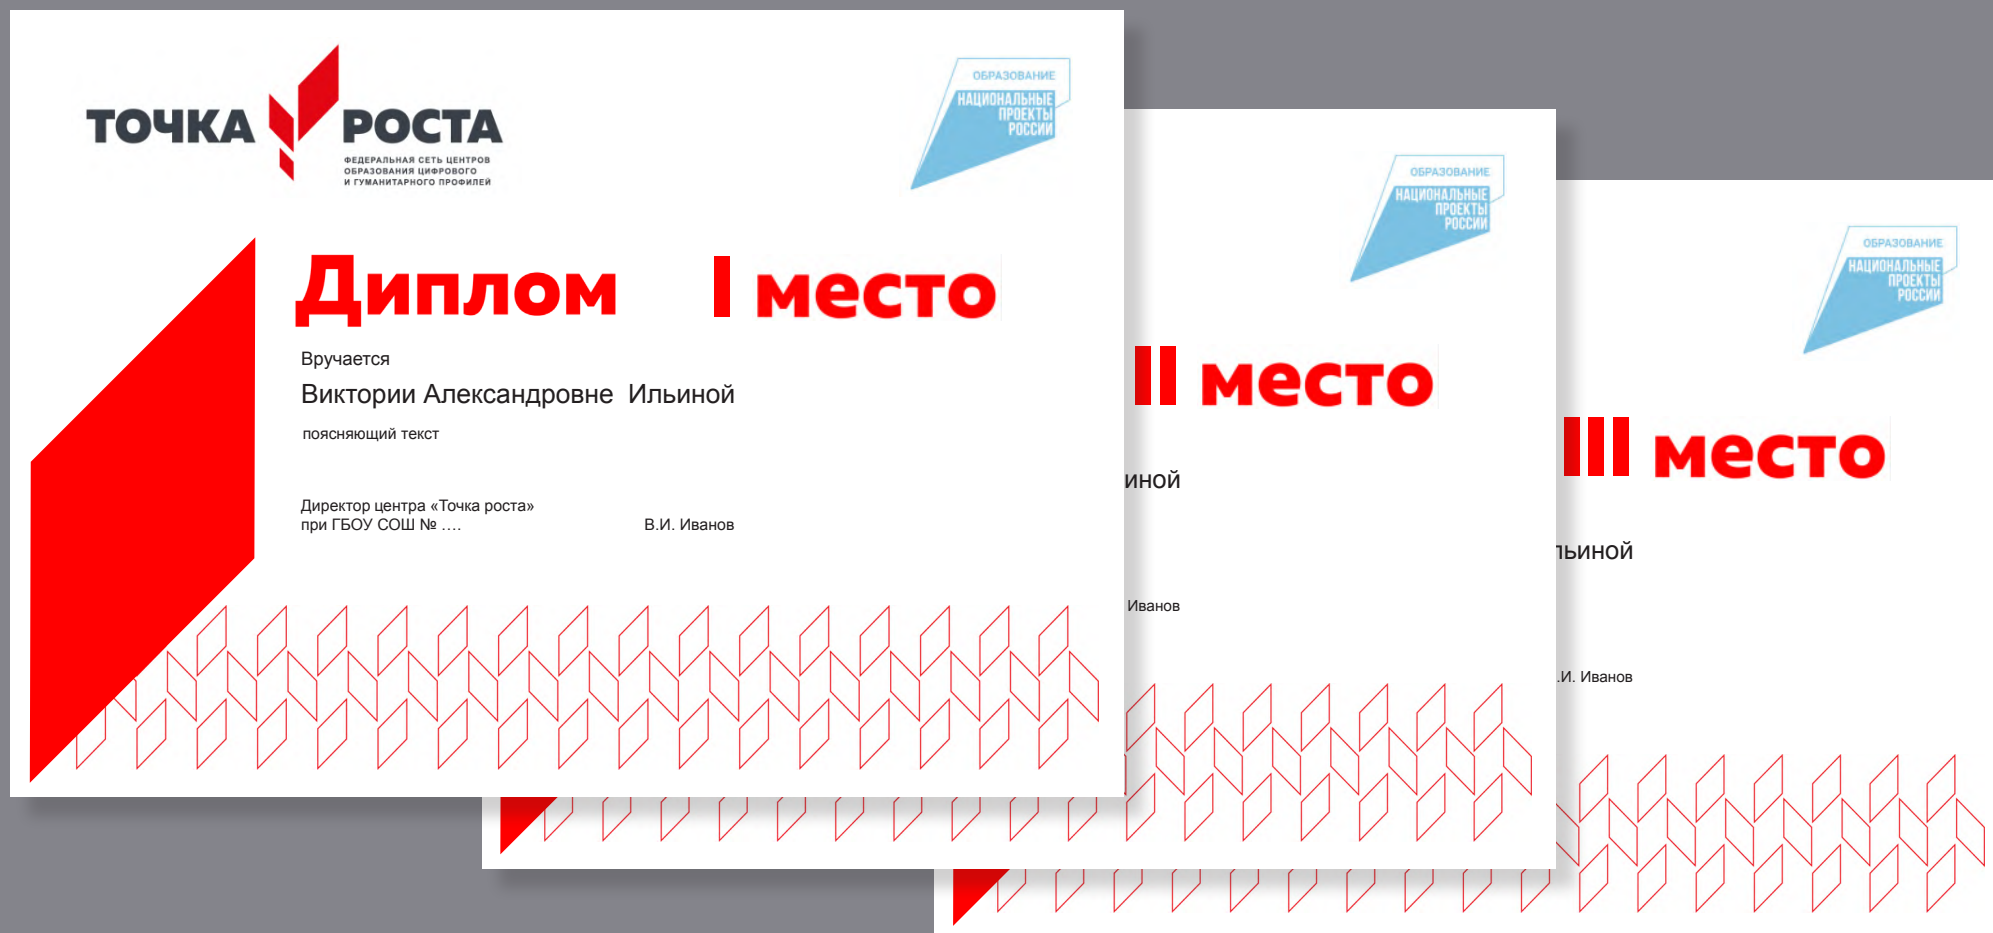 ТОЧКА РОСТА
ФЕДЕРАЛЬНАЯ СЕТЬ ЦЕНТРОВ
ОБРАЗОВАНИЯ ЦИФРОВОГО
И ГУМАНИТАРНОГО ПРОФИЛЕЙ
ОБРАЗОВАНИЕ
НАЦИОНАЛЬНЫЕ
ПРОЕКТЫ
РОССИИ
Диплом I место
Вручается
Виктории Александровне Ильиной
поясняющий текст
Директор центра «Точка роста»
при ГБОУ СОШ № .... В.И. Иванов
ОБРАЗОВАНИЕ
НАЦИОНАЛЬНЫЕ
ПРОЕКТЫ
РОССИИ
II место
иной
Иванов
ОБРАЗОВАНИЕ
НАЦИОНАЛЬНЫЕ
ПРОЕКТЫ
РОССИИ
III место
льиной
.И. Иванов